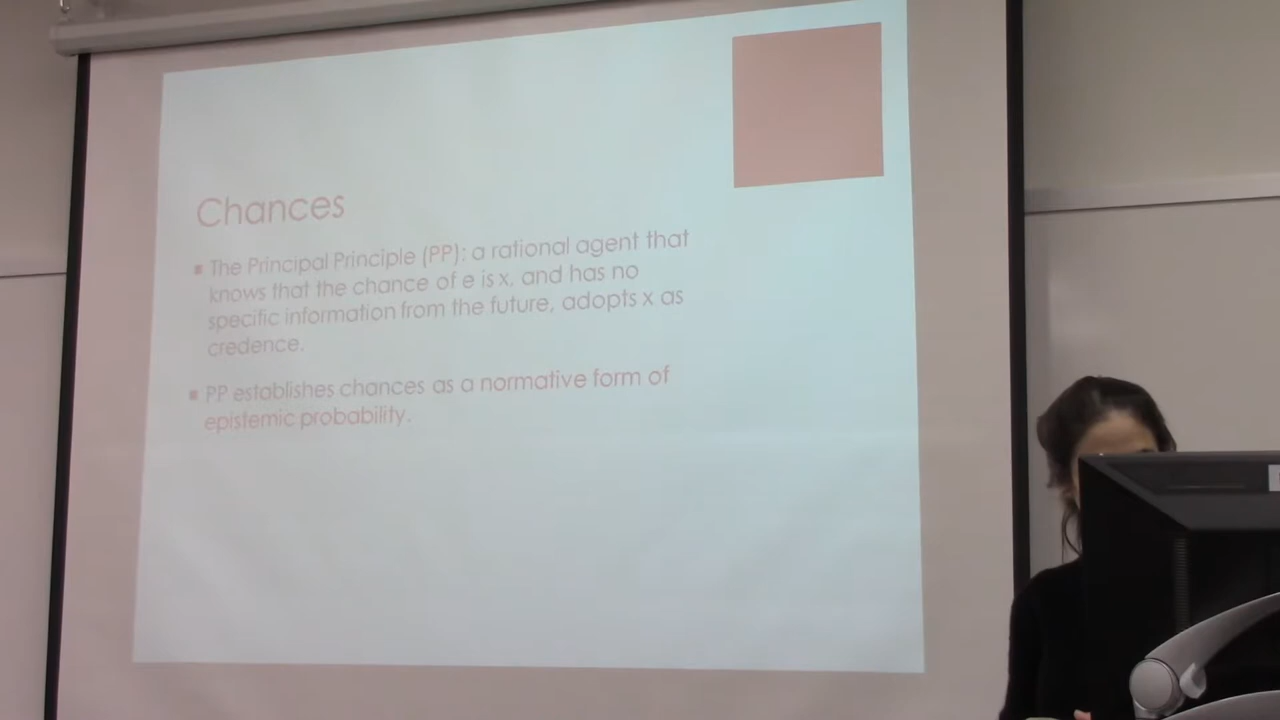 Chances
The Principal Principle (PP): a rational agent that
knows that the chance of e is x, and has no
specific information from the future, adopts x as
credence.
PP establishes chances as a normative form of
epistemic probability.